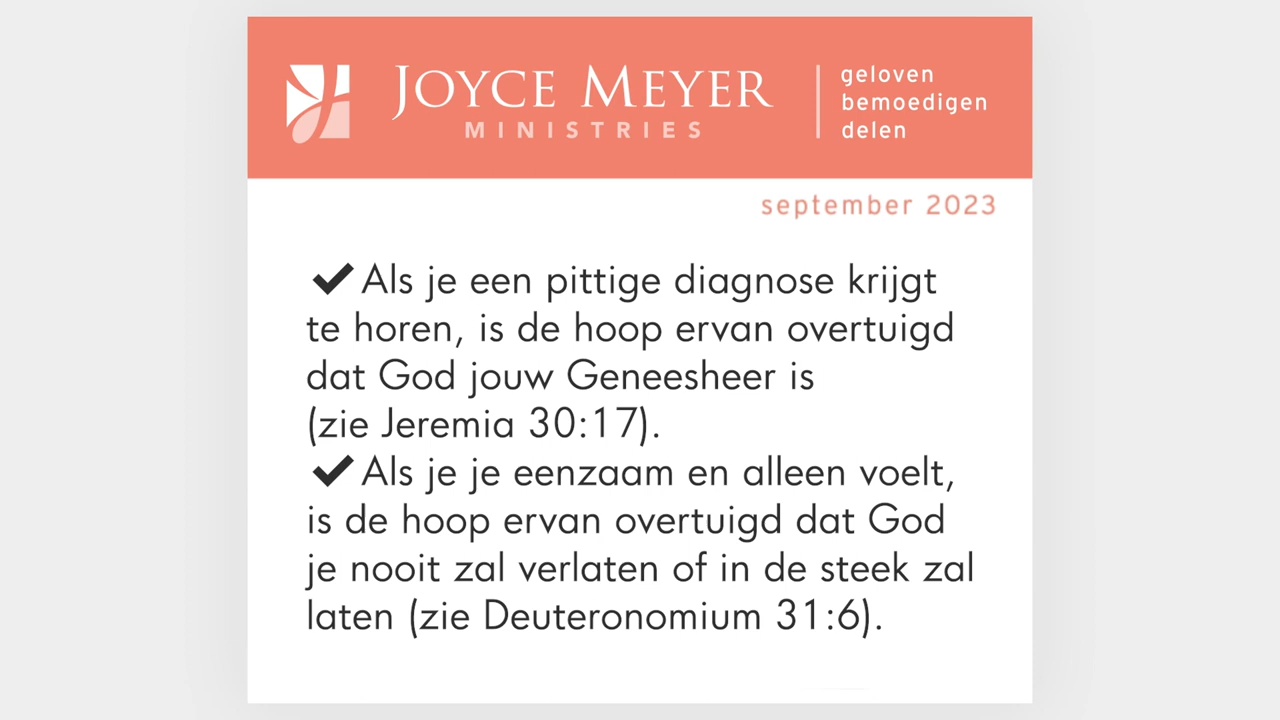 JOYCE MEYER
MINISTRIES
geloven
bemoedigen
delen
september 2023
✔Als je een pittige diagnose krijgt
te horen, is de hoop ervan overtuigd
dat God jouw Geneesheer is
(zie Jeremia 30:17).
✔Als je je eenzaam en alleen voelt,
is de hoop ervan overtuigd dat God
je nooit zal verlaten of in de steek zal
laten (zie Deuteronomium 31:6).